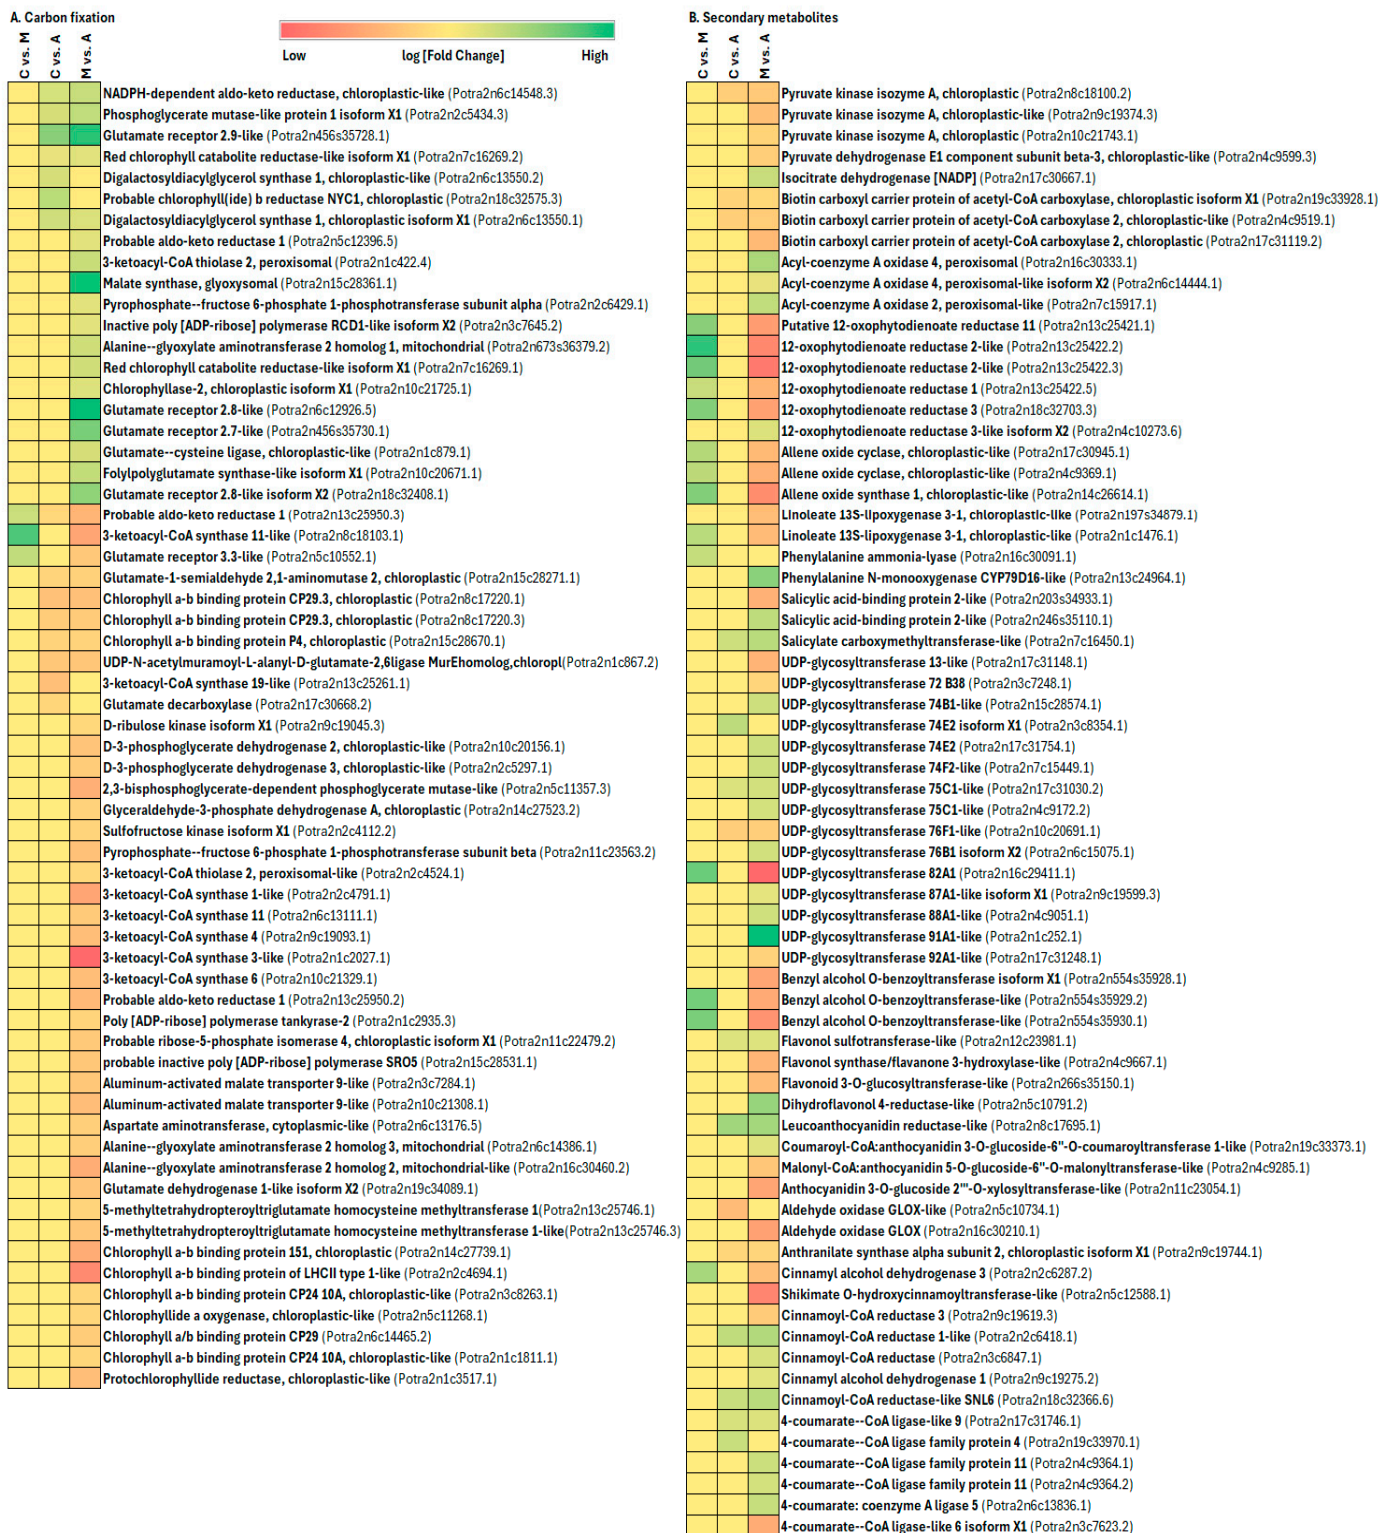 A. Carbon fixation
C vs. M
C vs. A
M vs. A
Low
log [Fold Change]
High
NADPH-dependent aldo-keto reductase, chloroplastic-like (Potra2n6c14548.3)
Phosphoglycerate mutase-like protein 1 isoform X1 (Potra2n2c5434.3)
Glutamate receptor 2.9-like (Potra2n456s35728.1)
Red chlorophyll catabolite reductase-like isoform X1 (Potra2n7c16269.2)
Digalactosyldiacylglycerol synthase 1, chloroplastic-like (Potra2n6c13550.2)
Probable chlorophyll(ide) b reductase NYC1, chloroplastic (Potra2n18c32575.3)
Digalactosyldiacylglycerol synthase 1, chloroplastic isoform X1 (Potra2n6c13550.1)
Probable aldo-keto reductase 1 (Potra2n5c12396.5)
3-ketoacyl-CoA thiolase 2, peroxisomal (Potra2n1c422.4)
Malate synthase, glyoxysomal (Potra2n15c28361.1)
Pyrophosphate--fructose 6-phosphate 1-phosphotransferase subunit alpha (Potra2n2c6429.1)
Inactive poly [ADP-ribose] polymerase RCD1-like isoform X2 (Potra2n3c7645.2)
Alanine--glyoxylate aminotransferase 2 homolog 1, mitochondrial (Potra2n673s36379.2)
Red chlorophyll catabolite reductase-like isoform X1 (Potra2n7c16269.1)
Chlorophyllase-2, chloroplastic isoform X1 (Potra2n10c21725.1)
Glutamate receptor 2.8-like (Potra2n6c12926.5)
Glutamate receptor 2.7-like (Potra2n456s35730.1)
Glutamate--cysteine ligase, chloroplastic-like (Potra2n1c879.1)
Folylpolyglutamate synthase-like isoform X1 (Potra2n10c20671.1)
Glutamate receptor 2.8-like isoform X2 (Potra2n18c32408.1)
Probable aldo-keto reductase 1 (Potra2n13c25950.3)
3-ketoacyl-CoA synthase 11-like (Potra2n8c18103.1)
Glutamate receptor 3.3-like (Potra2n5c10552.1)
Glutamate-1-semialdehyde 2,1-aminomutase 2, chloroplastic (Potra2n15c28271.1)
Chlorophyll a-b binding protein CP29.3, chloroplastic (Potra2n8c17220.1)
Chlorophyll a-b binding protein CP29.3, chloroplastic (Potra2n8c17220.3)
Chlorophyll a-b binding protein P4, chloroplastic (Potra2n15c28670.1)
UDP-N-acetylmuramoyl-L-alanyl-D-glutamate-2,6ligase MurEhomolog,chloropl(Potra2n1c867.2)
3-ketoacyl-CoA synthase 19-like (Potra2n13c25261.1)
Glutamate decarboxylase (Potra2n17c30668.2)
D-ribulose kinase isoform X1 (Potra2n9c19045.3)
D-3-phosphoglycerate dehydrogenase 2, chloroplastic-like (Potra2n10c20156.1)
D-3-phosphoglycerate dehydrogenase 3, chloroplastic-like (Potra2n2c5297.1)
2,3-bisphosphoglycerate-dependent phosphoglycerate mutase-like (Potra2n5c11357.3)
Glyceraldehyde-3-phosphate dehydrogenase A, chloroplastic (Potra2n14c27523.2)
Sulfofructose kinase isoform X1 (Potra2n2c4112.2)
Pyrophosphate--fructose 6-phosphate 1-phosphotransferase subunit beta (Potra2n11c23563.2)
3-ketoacyl-CoA thiolase 2, peroxisomal-like (Potra2n2c4524.1)
3-ketoacyl-CoA synthase 1-like (Potra2n2c4791.1)
3-ketoacyl-CoA synthase 11 (Potra2n6c13111.1)
3-ketoacyl-CoA synthase 4 (Potra2n9c19093.1)
3-ketoacyl-CoA synthase 3-like (Potra2n1c2027.1)
3-ketoacyl-CoA synthase 6 (Potra2n10c21329.1)
Probable aldo-keto reductase 1 (Potra2n13c25950.2)
Poly [ADP-ribose] polymerase tankyrase-2 (Potra2n1c2935.3)
Probable ribose-5-phosphate isomerase 4, chloroplastic isoform X1 (Potra2n11c22479.2)
probable inactive poly [ADP-ribose] polymerase SRO5 (Potra2n15c28531.1)
Aluminum-activated malate transporter 9-like (Potra2n3c7284.1)
Aluminum-activated malate transporter 9-like (Potra2n10c21308.1)
Aspartate aminotransferase, cytoplasmic-like (Potra2n6c13176.5)
Alanine--glyoxylate aminotransferase 2 homolog 3, mitochondrial (Potra2n6c14386.1)
Alanine--glyoxylate aminotransferase 2 homolog 2, mitochondrial-like (Potra2n16c30460.2)
Glutamate dehydrogenase 1-like isoform X2 (Potra2n19c34089.1)
5-methyltetrahydropteroyltriglutamate homocysteine methyltransferase 1(Potra2n13c25746.1)
5-methyltetrahydropteroyltriglutamate homocysteine methyltransferase 1-like(Potra2n13c25746.3)
Chlorophyll a-b binding protein 151, chloroplastic (Potra2n14c27739.1)
Chlorophyll a-b binding protein of LHCII type 1-like (Potra2n2c4694.1)
Chlorophyll a-b binding protein CP24 10A, chloroplastic-like (Potra2n3c8263.1)
Chlorophyllide a oxygenase, chloroplastic-like (Potra2n5c11268.1)
Chlorophyll a/b binding protein CP29 (Potra2n6c14465.2)
Chlorophyll a-b binding protein CP24 10A, chloroplastic-like (Potra2n1c1811.1)
Protochlorophyllide reductase, chloroplastic-like (Potra2n1c3517.1)
B. Secondary metabolites
C vs. M
C vs. A
M vs. A
Pyruvate kinase isozyme A, chloroplastic (Potra2n8c18100.2)
Pyruvate kinase isozyme A, chloroplastic-like (Potra2n9c19374.3)
Pyruvate kinase isozyme A, chloroplastic (Potra2n10c21743.1)
Pyruvate dehydrogenase E1 component subunit beta-3, chloroplastic-like (Potra2n4c9599.3)
Isocitrate dehydrogenase [NADP] (Potra2n17c30667.1)
Biotin carboxyl carrier protein of acetyl-CoA carboxylase, chloroplastic isoform X1 (Potra2n19c33928.1)
Biotin carboxyl carrier protein of acetyl-CoA carboxylase 2, chloroplastic-like (Potra2n4c9519.1)
Biotin carboxyl carrier protein of acetyl-CoA carboxylase 2, chloroplastic (Potra2n17c31119.2)
Acyl-coenzyme A oxidase 4, peroxisomal (Potra2n16c30333.1)
Acyl-coenzyme A oxidase 4, peroxisomal-like isoform X2 (Potra2n6c14444.1)
Acyl-coenzyme A oxidase 2, peroxisomal-like (Potra2n7c15917.1)
Putative 12-oxophytodienoate reductase 11 (Potra2n13c25421.1)
12-oxophytodienoate reductase 2-like (Potra2n13c25422.2)
12-oxophytodienoate reductase 2-like (Potra2n13c25422.3)
12-oxophytodienoate reductase 1 (Potra2n13c25422.5)
12-oxophytodienoate reductase 3 (Potra2n18c32703.3)
12-oxophytodienoate reductase 3-like isoform X2 (Potra2n4c10273.6)
Allene oxide cyclase, chloroplastic-like (Potra2n17c30945.1)
Allene oxide cyclase, chloroplastic-like (Potra2n4c9369.1)
Allene oxide synthase 1, chloroplastic-like (Potra2n14c26614.1)
Linoleate 13S-lipoxygenase 3-1, chloroplastic-like (Potra2n197s34879.1)
Linoleate 13S-lipoxygenase 3-1, chloroplastic-like (Potra2n1c1476.1)
Phenylalanine ammonia-lyase (Potra2n16c30091.1)
Phenylalanine N-monooxygenase CYP79D16-like (Potra2n13c24964.1)
Salicylic acid-binding protein 2-like (Potra2n203s34933.1)
Salicylic acid-binding protein 2-like (Potra2n246s35110.1)
Salicylate carboxymethyltransferase-like (Potra2n7c16450.1)
UDP-glycosyltransferase 13-like (Potra2n17c31148.1)
UDP-glycosyltransferase 72 B38 (Potra2n3c7248.1)
UDP-glycosyltransferase 74B1-like (Potra2n15c28574.1)
UDP-glycosyltransferase 74E2 isoform X1 (Potra2n3c8354.1)
UDP-glycosyltransferase 74E2 (Potra2n17c31754.1)
UDP-glycosyltransferase 74F2-like (Potra2n7c15449.1)
UDP-glycosyltransferase 75C1-like (Potra2n17c31030.2)
UDP-glycosyltransferase 75C1-like (Potra2n4c9172.2)
UDP-glycosyltransferase 76F1-like (Potra2n10c20691.1)
UDP-glycosyltransferase 76B1 isoform X2 (Potra2n6c15075.1)
UDP-glycosyltransferase 82A1 (Potra2n16c29411.1)
UDP-glycosyltransferase 87A1-like isoform X1 (Potra2n9c19599.3)
UDP-glycosyltransferase 88A1-like (Potra2n4c9051.1)
UDP-glycosyltransferase 91A1-like (Potra2n1c252.1)
UDP-glycosyltransferase 92A1-like (Potra2n17c31248.1)
Benzyl alcohol O-benzoyltransferase isoform X1 (Potra2n554s35928.1)
Benzyl alcohol O-benzoyltransferase-like (Potra2n554s35929.2)
Benzyl alcohol O-benzoyltransferase-like (Potra2n554s35930.1)
Flavonol sulfotransferase-like (Potra2n12c23981.1)
Flavonol synthase/flavanone 3-hydroxylase-like (Potra2n4c9667.1)
Flavonoid 3-O-glucosyltransferase-like (Potra2n266s35150.1)
Dihydroflavonol 4-reductase-like (Potra2n5c10791.2)
Leucoanthocyanidin reductase-like (Potra2n8c17695.1)
Coumaroyl-CoA:anthocyanidin 3-O-glucoside-6"-O-coumaroyltransferase 1-like (Potra2n19c33373.1)
Malonyl-CoA:anthocyanidin 5-O-glucoside-6"-O-malonyltransferase-like (Potra2n4c9285.1)
Anthocyanidin 3-O-glucoside 2"'-O-xylosyltransferase-like (Potra2n11c23054.1)
Aldehyde oxidase GLOX-like (Potra2n5c10734.1)
Aldehyde oxidase GLOX (Potra2n16c30210.1)
Anthranilate synthase alpha subunit 2, chloroplastic isoform X1 (Potra2n9c19744.1)
Cinnamyl alcohol dehydrogenase 3 (Potra2n2c6287.2)
Shikimate O-hydroxycinnamoyltransferase-like (Potra2n5c12588.1)
Cinnamoyl-CoA reductase 3 (Potra2n9c19619.3)
Cinnamoyl-CoA reductase 1-like (Potra2n2c6418.1)
Cinnamoyl-CoA reductase (Potra2n3c6847.1)
Cinnamyl alcohol dehydrogenase 1 (Potra2n9c19275.2)
Cinnamoyl-CoA reductase-like SNL6 (Potra2n18c32366.6)
4-coumarate--CoA ligase-like 9 (Potra2n17c31746.1)
4-coumarate--CoA ligase family protein 4 (Potra2n19c33970.1)
4-coumarate--CoA ligase family protein 11 (Potra2n4c9364.1)
4-coumarate--CoA ligase family protein 11 (Potra2n4c9364.2)
4-coumarate: coenzyme A ligase 5 (Potra2n6c13836.1)
4-coumarate--CoA ligase-like 6 isoform X1 (Potra2n3c7623.2)